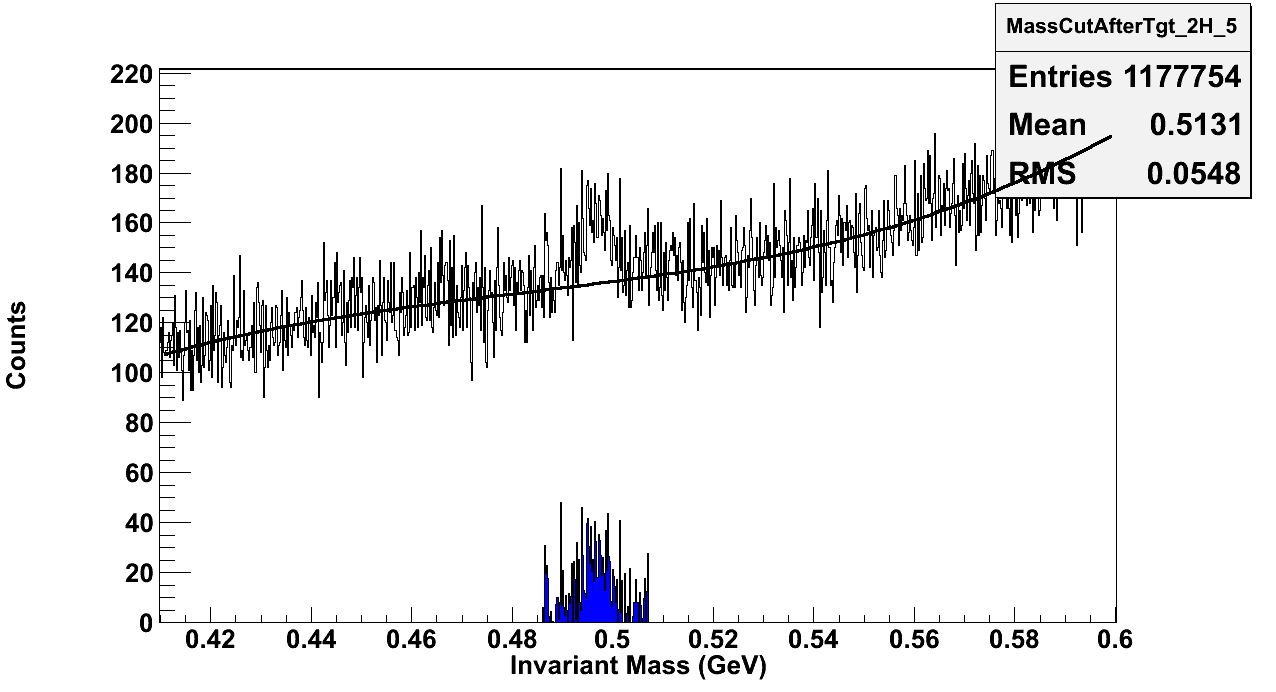 MassCutAfterTgt_2H_5
Entries 1177754
Mean 0.5131
RMS 0.0548
220
200
180
160
140
120
100
80
60
40
20
0
Counts
0.42 0.44 0.46 0.48 0.5 0.52 0.54 0.56 0.58 0.6
Invariant Mass (GeV)